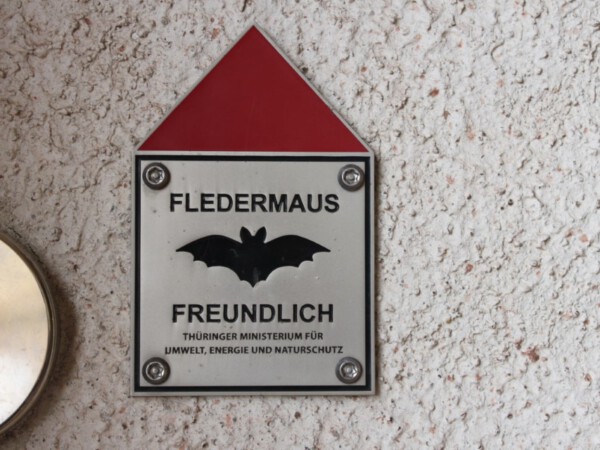 FLEDERMAUS
FREUNDLICH
THÜRINGER MINISTERIUM FÜR
UMWELT, ENERGIE UND NATURSCHUTZ